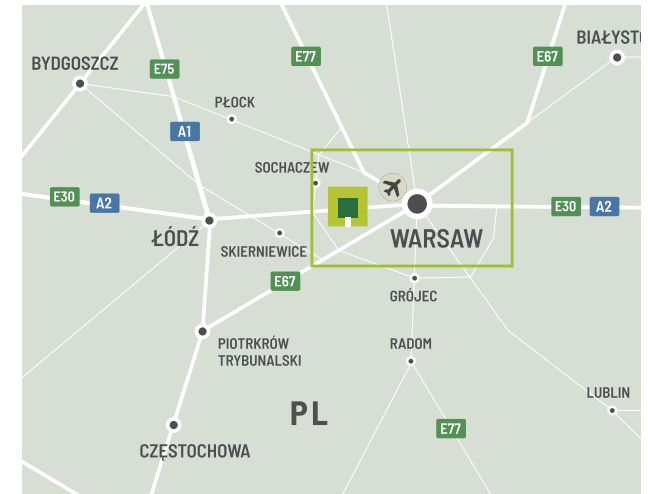 BIAŁYSTO
BYDGOSZCZ
E77
E67
E75
PŁOCK
A1
SOCHACZEW
E30
A2
E30
A2
ŁÓDŹ
WARSAW
SKIERNIEWICE
E67
GRÓJEC
PIOTRKRÓW
TRYBUNALSKI
RADOM
LUBLIN
PL
E77
CZĘSTOCHOWA